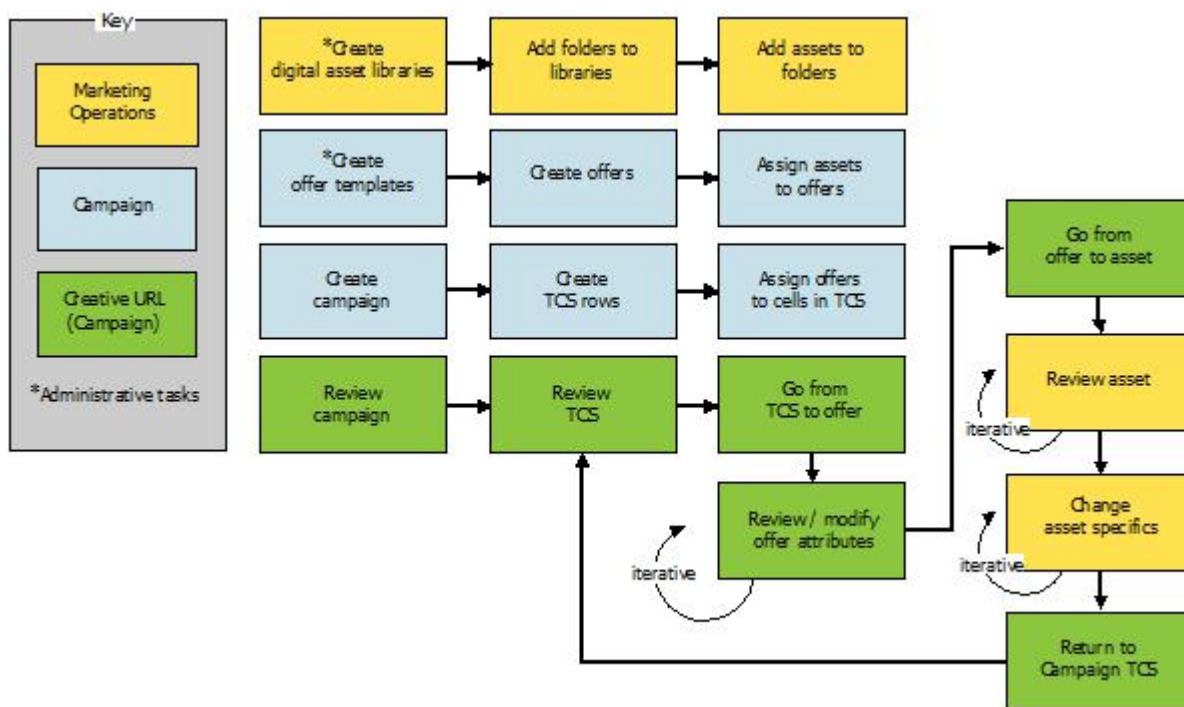 Key
Marketing
Operations
Campaign
Creative URL
(Campaign)
*Administrative tasks
*Create
digital asset libraries
Add folders to
libraries
Add assets to
folders
*Create
offer templates
Create offers
Assign assets
to offers
Create
campaign
Create
TCS rows
Assign offers
to cells in TCS
Review
campaign
Review
TCS
Go from
TCS to offer
Review / modify
offer attributes
iterative
Go from
offer to asset
Review asset
iterative
Change
asset specifics
iterative
Return to
Campaign TCS